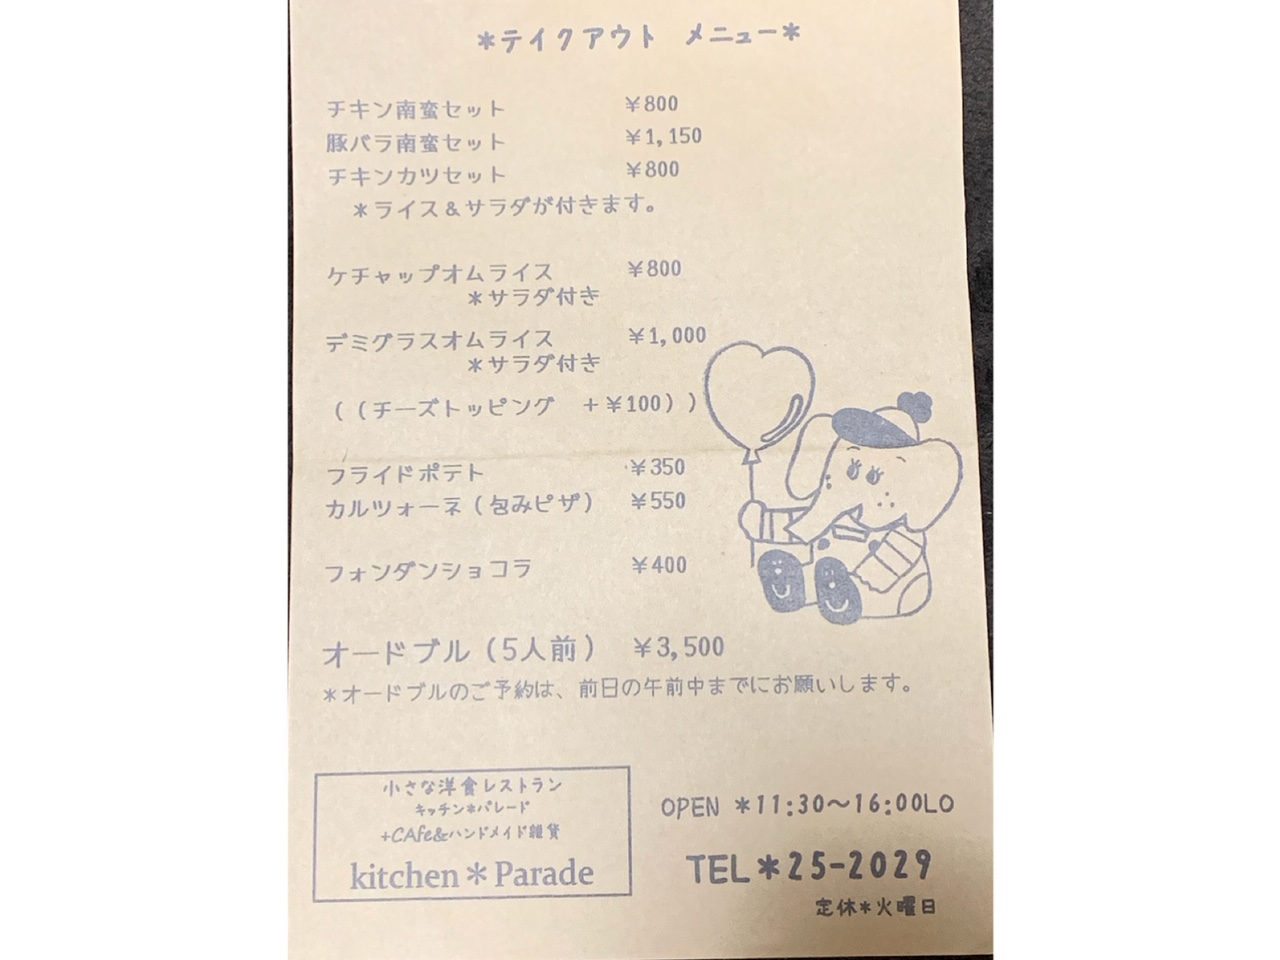 ＊テイクアウト メニュー＊
チキン南蛮セット ￥800
豚バラ南蛮セット ￥1,150
チキンカツセット ￥800
＊ライス＆サラダが付きます。
ケチャップオムライス ￥800
＊サラダ付き
デミグラスオムライス ￥1,000
＊サラダ付き
（（チーズトッピング ＋￥100））
フライドポテト ￥350
カルツォーネ（包みピザ） ￥550
フォンダンショコラ ￥400
オードブル（5人前） ￥3,500
＊オードブルのご予約は、前日の午前中までにお願いします。
小さな洋食レストラン
キッチン＊パレード
+CAfe&ハンドメイド雑貨
kitchen＊Parade
OPEN ＊11:30～16:00LO
TEL＊25-2029
定休＊火曜日